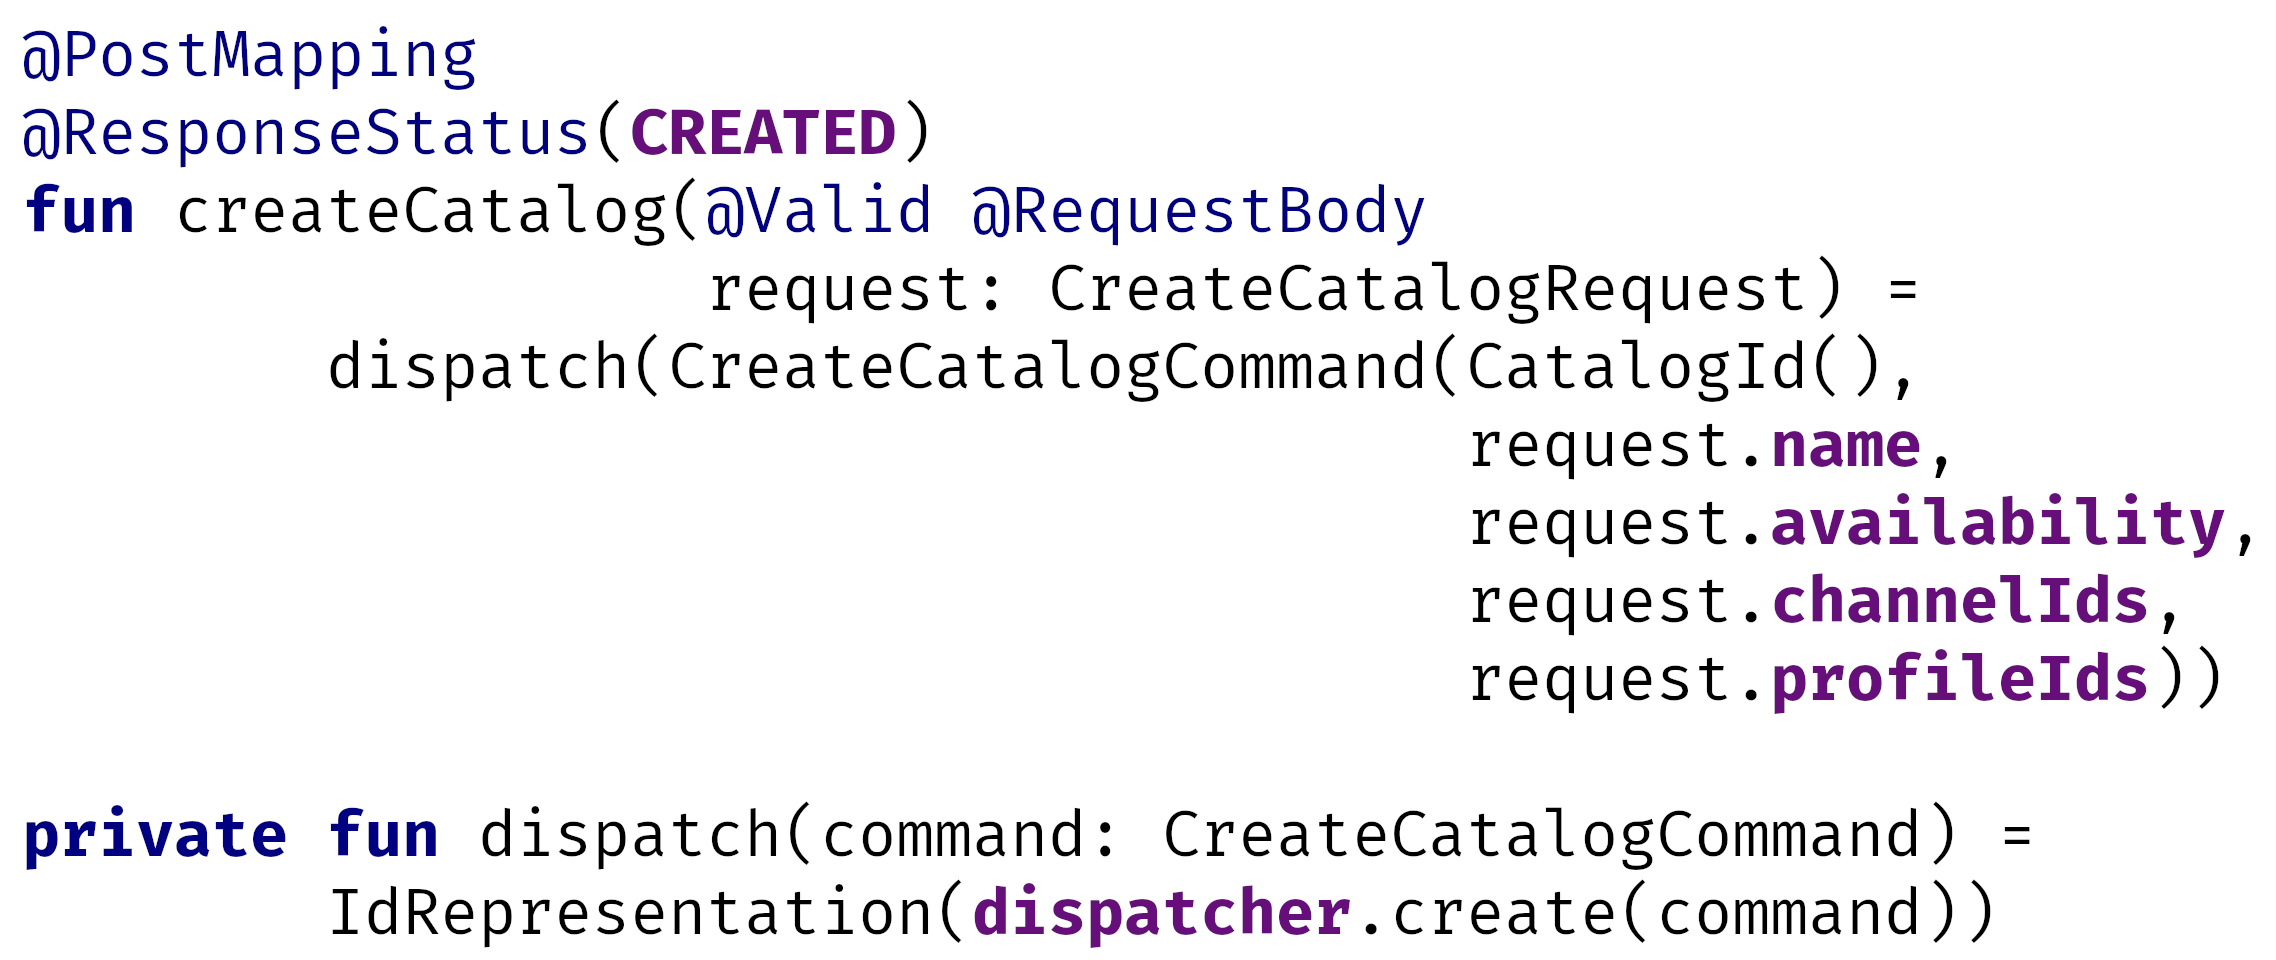 @PostMapping
@ResponseStatus(CREATED)
fun createCatalog(@Valid @RequestBody
                  request: CreateCatalogRequest) =
        dispatch(CreateCatalogCommand(CatalogId(),
                                      request.name,
                                      request.availability,
                                      request.channelIds,
                                      request.profileIds))

private fun dispatch(command: CreateCatalogCommand) =
        IdRepresentation(dispatcher.create(command))